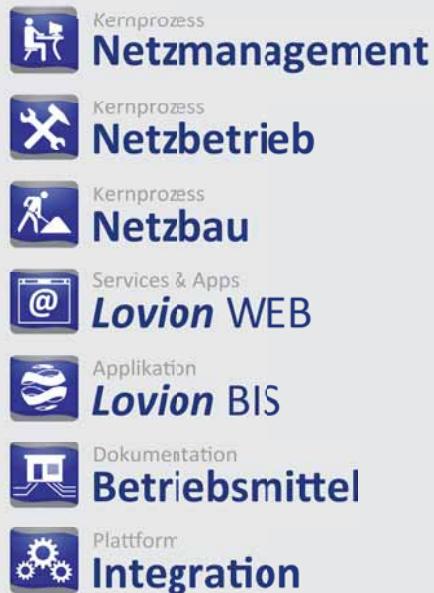 Kernprozess
Netzmanagement
Kernprozess
Netzbetrieb
Kernprozess
Netzbau
Services & Apps
Lovion WEB
@
Applikation
Lovion BIS
Dokumentation
Betriebsmittel
Plattform
Integration